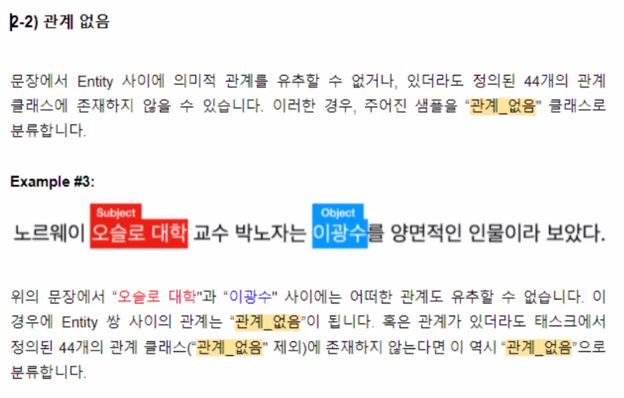 2-2) 관계 없음
문장에서 Entity 사이에 의미적 관계를 유추할 수 없거나, 있더라도 정의된 44개의 관계
클래스에 존재하지 않을 수 있습니다. 이러한 경우, 주어진 샘플을 “관계_없음" 클래스로
분류합니다.
Example #3:
Subject Object
노르웨이 오슬로 대학 교수 박노자는 이광수를 양면적인 인물이라 보았다.
위의 문장에서 “오슬로 대학"과 “이광수" 사이에는 어떠한 관계도 유추할 수 없습니다. 이
경우에 Entity 쌍 사이의 관계는 “관계_없음”이 됩니다. 혹은 관계가 있더라도 태스크에서
정의된 44개의 관계 클래스(“관계_없음" 제외)에 존재하지 않는다면 이 역시 “관계_없음”으로
분류합니다.